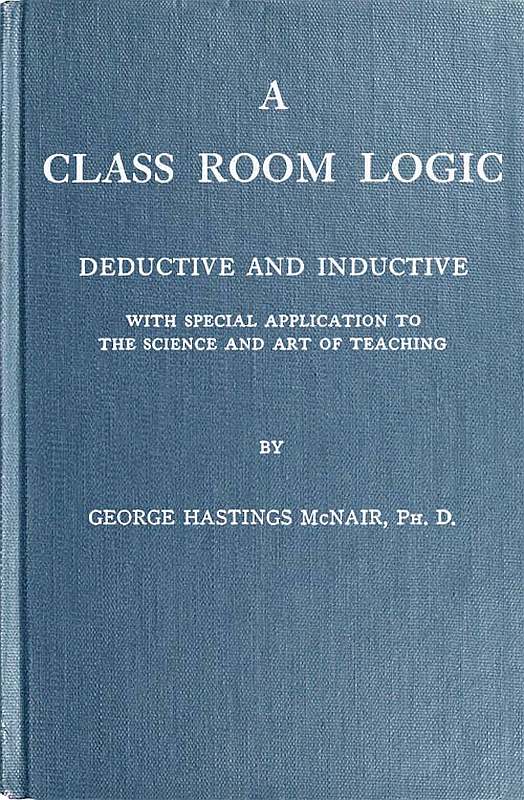 A
CLASS ROOM LOGIC
DEDUCTIVE AND INDUCTIVE
WITH SPECIAL APPLICATION TO
THE SCIENCE AND ART OF TEACHING
BY
GEORGE HASTINGS McNAIR, Ph. D.